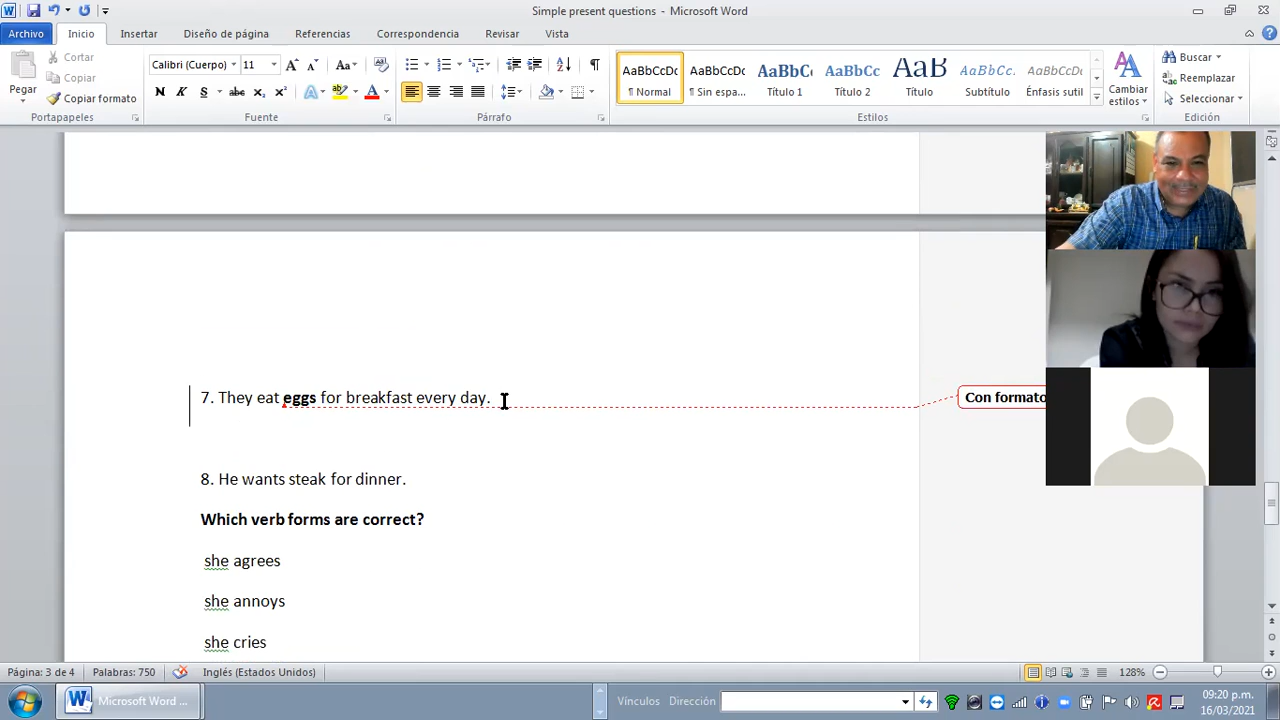 Simple present questions - Microsoft Word
Archivo Inicio Insertar Diseño de página Referencias Correspondencia Revisar Vista
Cortar
Copiar
Copiar formato
Pegar
Portapapeles
Calibri (Cuerpo) 11
Fuente
Párrafo
AaBbCcDc AaBbCcDc AaBbC AaBbCc AaB AaBbCc. AaBbCcDc
¶ Normal ¶ Sin espa... Título 1 Título 2 Título Subtítulo Énfasis sutil
Cambiar estilos
Estilos
Buscar
Reemplazar
Seleccionar
Edición
7. They eat eggs for breakfast every day.
Con formato
8. He wants steak for dinner.
Which verb forms are correct?
she agrees
she annoys
she cries
Página: 3 de 4 Palabras: 750 Inglés (Estados Unidos) 128%
Microsoft Word ... Vínculos Dirección 09:20 p.m.
16/03/2021